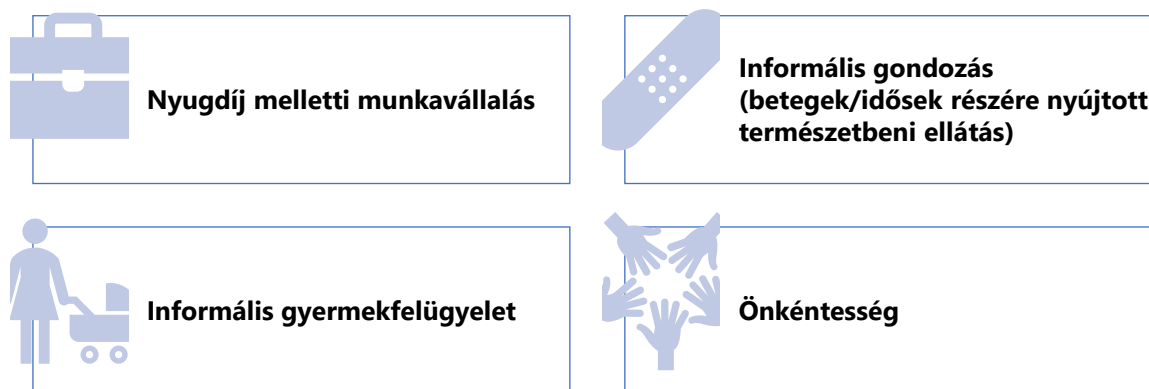 Nyugdíj melletti munkavállalás
Informális gondozás
(betegek/idősek részére nyújtott
természetbeni ellátás)
Informális gyermekfelügyelet
Önkéntesség